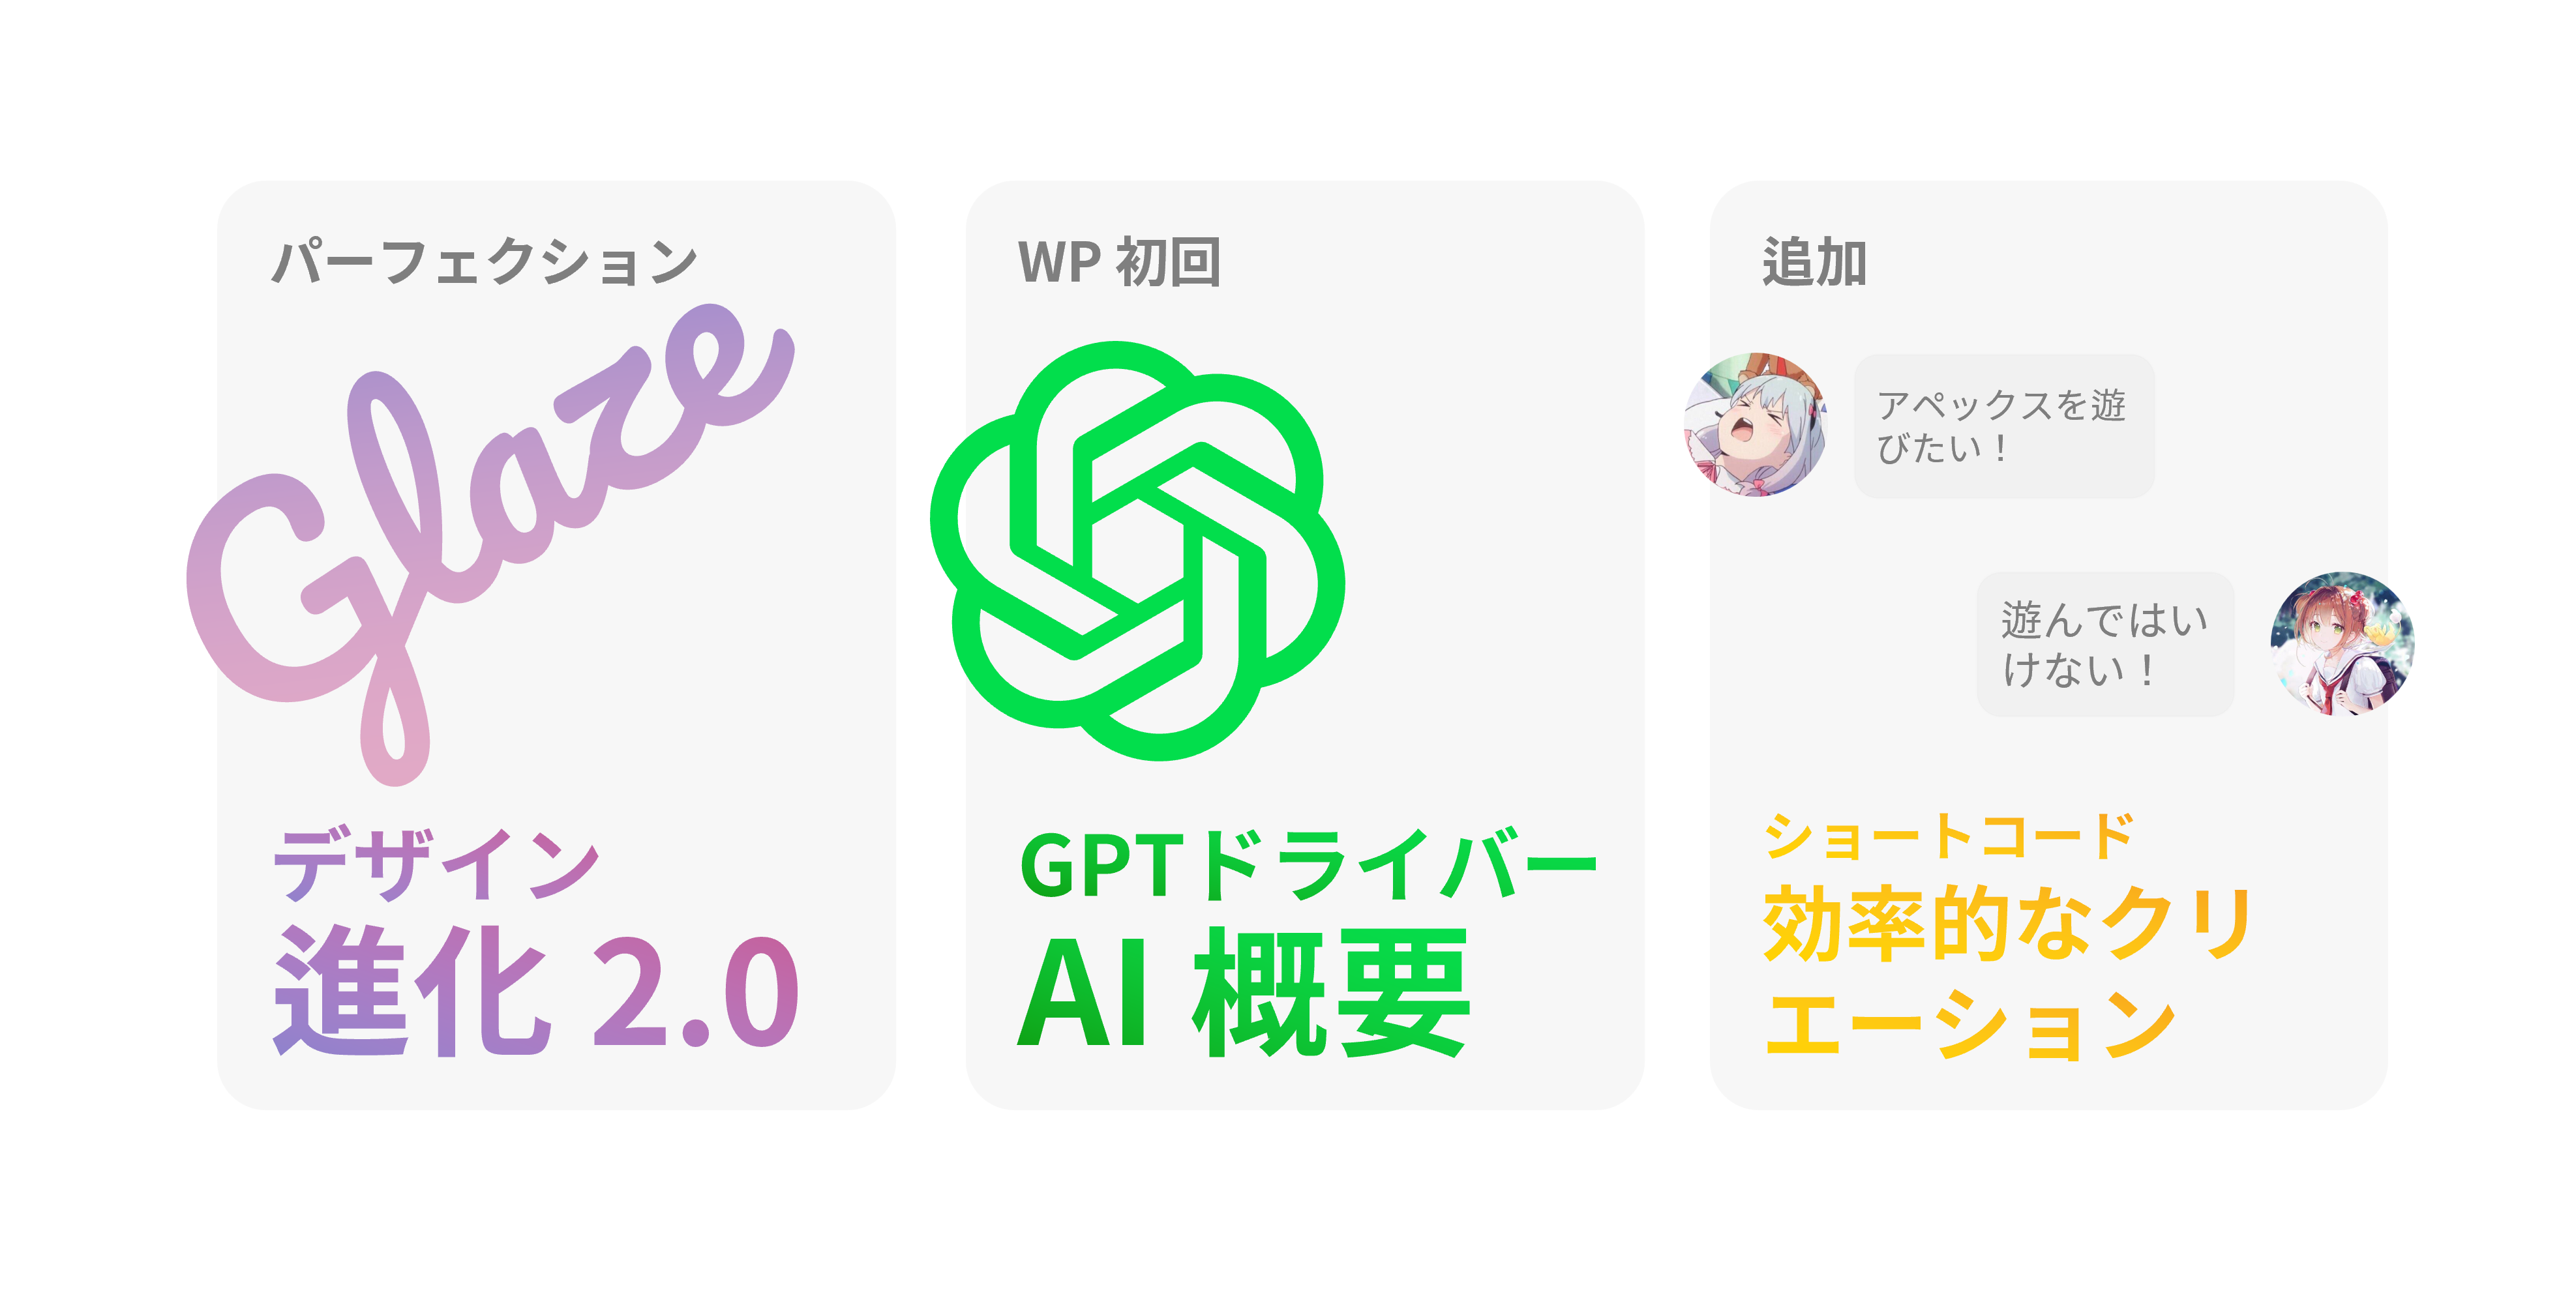 パーフェクション
Glaze
デザイン
進化 2.0
WP 初回
GPTドライバー
AI 概要
追加
アペックスを遊
びたい！
遊んではい
けない！
ショートコード
効率的なクリ
エーション